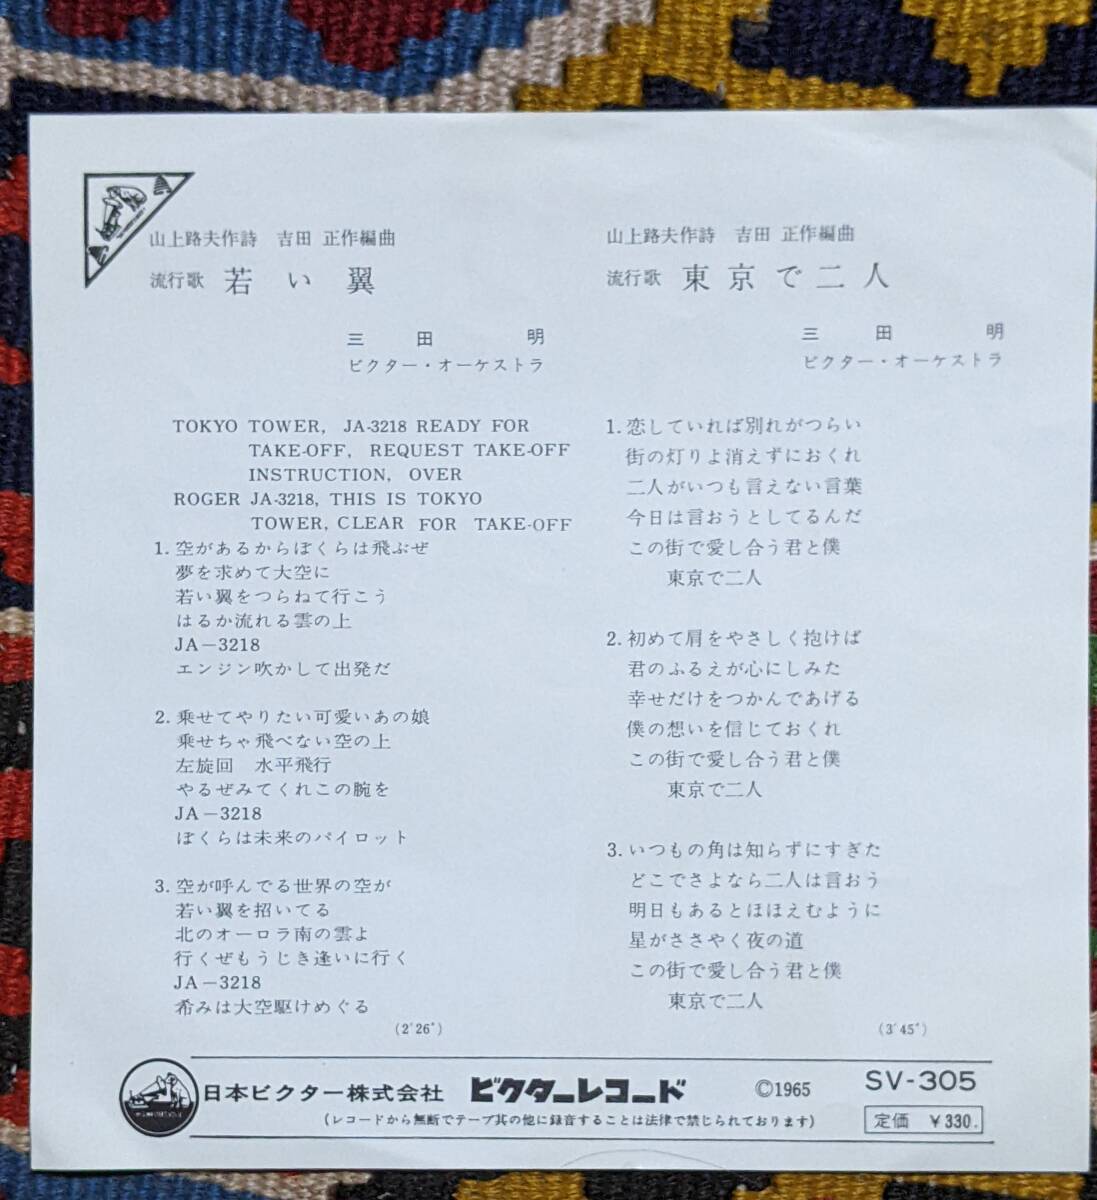 山上路夫作詩　吉田 正作編曲
流行歌　若い翼
三田明
ビクター・オーケストラ
TOKYO TOWER, JA-3218 READY FOR
TAKE-OFF, REQUEST TAKE-OFF
INSTRUCTION, OVER
ROGER JA-3218, THIS IS TOKYO
TOWER, CLEAR FOR TAKE-OFF
1. 空があるからぼくらは飛ぶぜ
夢を求めて大空に
若い翼をつらねて行こう
はるか流れる雲の上
JA-3218
エンジン吹かして出発だ
2. 乗せてやりたい可愛いあの娘
乗せちゃ飛べない空の上
左旋回　水平飛行
やるぜみてくれこの腕を
JA-3218
ぼくらは未来のパイロット
3. 空が呼んでる世界の空が
若い翼を招いてる
北のオーロラ南の雲よ
行くぜもうじき逢いに行く
JA-3218
希みは大空駆けめぐる
(2'26")
山上路夫作詩　吉田 正作編曲
流行歌　東京で二人
三田明
ビクター・オーケストラ
1. 恋していれば別れがつらい
街の灯りよ消えずにおくれ
二人がいつも言えない言葉
今日は言おうとしてるんだ
この街で愛し合う君と僕
東京で二人
2. 初めて肩をやさしく抱けば
君のふるえが心にしみた
幸せだけをつかんであげる
僕の想いを信じておくれ
この街で愛し合う君と僕
東京で二人
3. いつもの角は知らずにすぎた
どこでさよなら二人は言おう
明日もあるとほほえむように
星がささやく夜の道
この街で愛し合う君と僕
東京で二人
(3'45")
日本ビクター株式会社　ビクターレコード　©1965　SV-305
(レコードから無断でテープ其の他に録音することは法律で禁じられております)　定価　¥330.